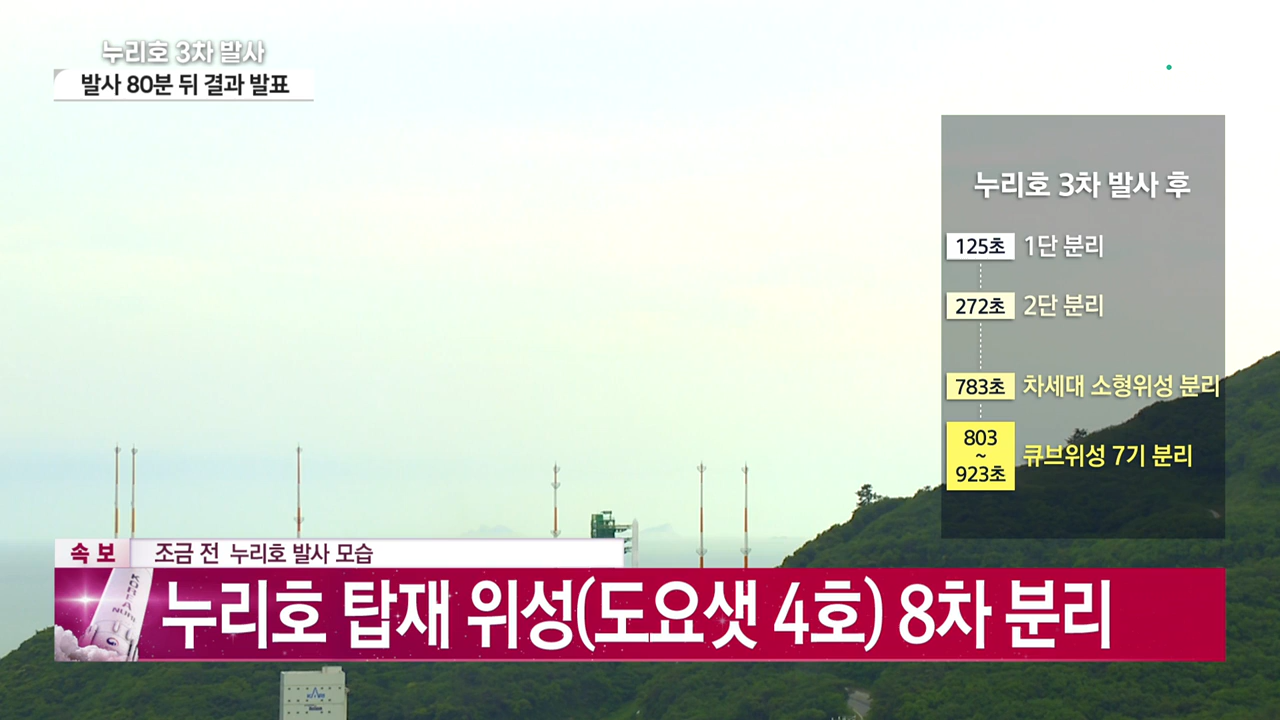 누리호 3차 발사
발사 80분 뒤 결과 발표
누리호 3차 발사 후
125초 1단 분리
272초 2단 분리
783초 차세대 소형위성 분리
803
~
923초
큐브위성 7기 분리
속보 조금 전 누리호 발사 모습
KOREA
NURI
누리호 탑재 위성(도요샛 4호) 8차 분리